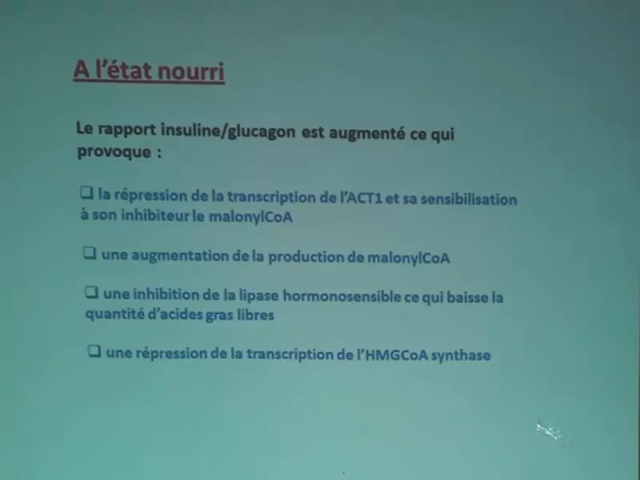 A l'état nourri
Le rapport insuline/glucagon est augmenté ce qui
provoque :
❑ la répression de la transcription de l'ACT1 et sa sensibilisation
à son inhibiteur le malonylCoA
❑ une augmentation de la production de malonylCoA
❑ une inhibition de la lipase hormonosensible ce qui baisse la
quantité d'acides gras libres
❑ une répression de la transcription de l'HMGCoA synthase